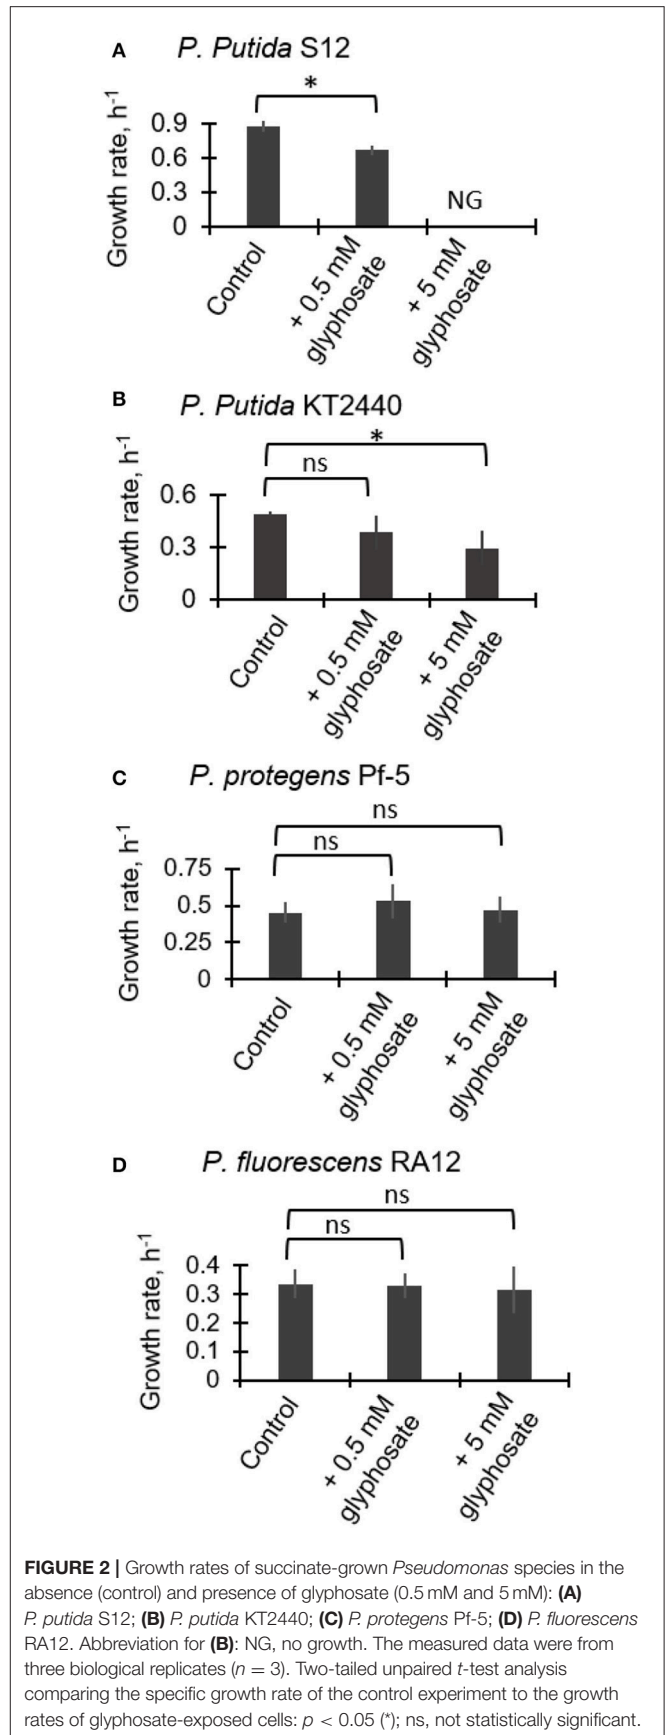 A
P. Putida S12
*
Growth rate, h-1
0.9
0.6
0.3
0
NG
Control
+ 0.5 mM
glyphosate
+ 5 mM
glyphosate
B
P. Putida KT2440
*
ns
Growth rate, h-1
0.6
0.3
0
Control
+ 0.5 mM
glyphosate
+ 5 mM
glyphosate
C
P. protegens Pf-5
ns
ns
Growth rate, h-1
0.75
0.5
0.25
0
Control
+ 0.5 mM
glyphosate
+ 5 mM
glyphosate
D
P. fluorescens RA12
ns
ns
Growth rate, h-1
0.4
0.3
0.2
0.1
0
Control
+ 0.5 mM
glyphosate
+ 5 mM
glyphosate
FIGURE 2 | Growth rates of succinate-grown Pseudomonas species in the
absence (control) and presence of glyphosate (0.5 mM and 5 mM): (A)
P. putida S12; (B) P. putida KT2440; (C) P. protegens Pf-5; (D) P. fluorescens
RA12. Abbreviation for (B): NG, no growth. The measured data were from
three biological replicates (n = 3). Two-tailed unpaired t-test analysis
comparing the specific growth rate of the control experiment to the growth
rates of glyphosate-exposed cells: p < 0.05 (*); ns, not statistically significant.